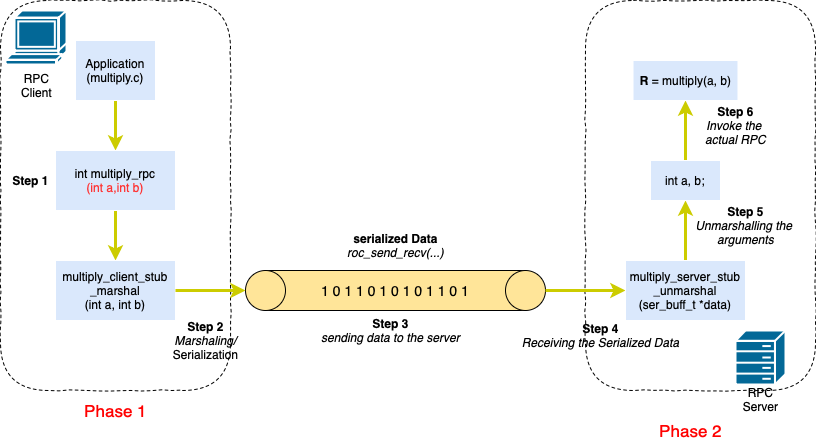 RPC
Client
Application
(multiply.c)
Step 1
int multiply_rpc
(int a,int b)
multiply_client_stub
_marshal
(int a, int b)
Step 2
Marshaling/
Serialization
Phase 1
serialized Data
roc_send_recv(...)
1 0 1 1 0 1 0 1 0 1 1 0 1
Step 3
sending data to the server
Step 4
Receiving the Serialized Data
R = multiply(a, b)
Step 6
Invoke the
actual RPC
int a, b;
Step 5
Unmarshalling the
arguments
multiply_server_stub
_unmarshal
(ser_buff_t *data)
RPC
Server
Phase 2